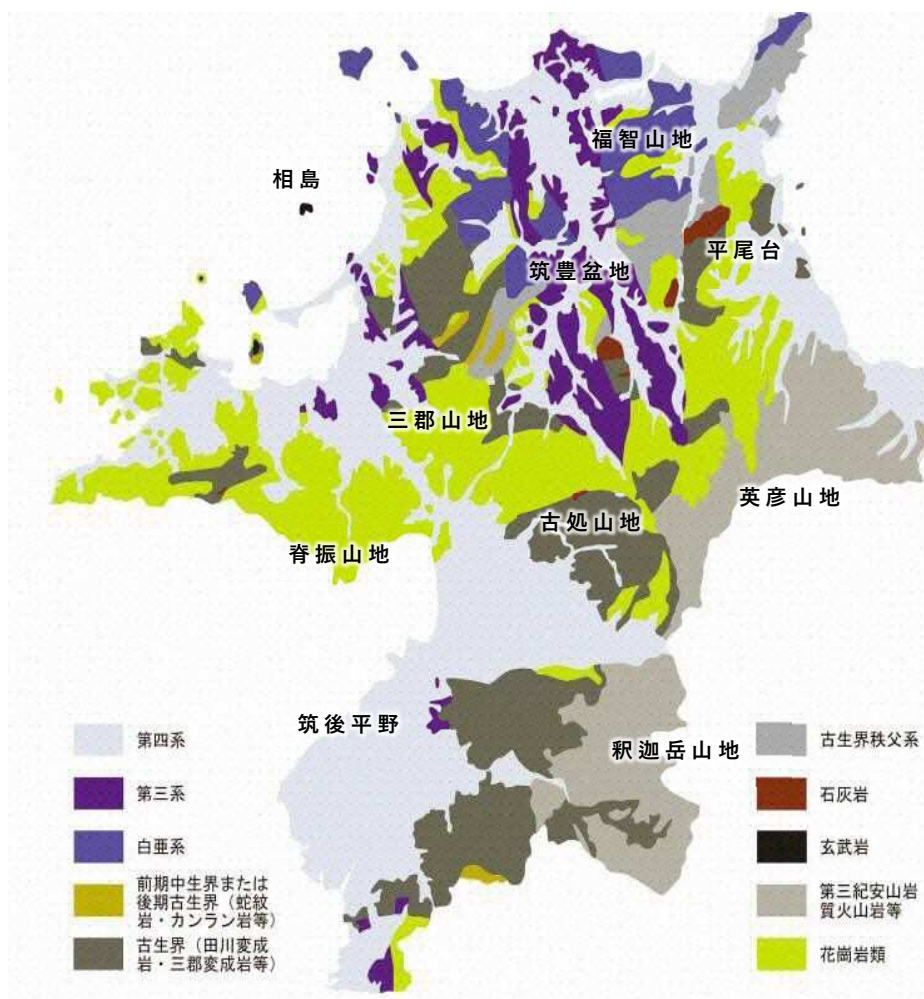 福智山地
相島
平尾台
筑豊盆地
三郡山地
英彦山地
古処山地
脊振山地
筑後平野
釈迦岳山地
第四系
第三系
白亜系
前期中生界または
後期古生界（蛇紋
岩・カンラン岩等）
古生界（田川変成
岩・三郡変成岩等）
古生界秩父系
石灰岩
玄武岩
第三紀安山岩
質火山岩等
花崗岩類